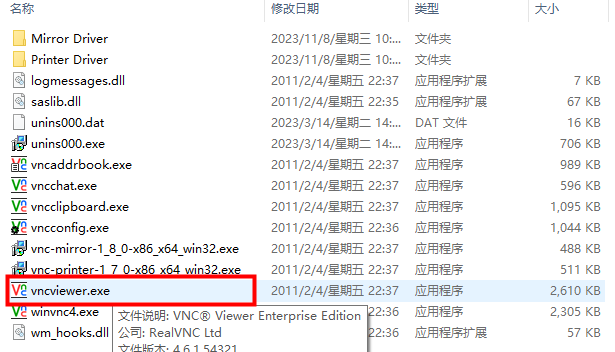 名称 修改日期 类型 大小
Mirror Driver 2023/11/8/星期三 10:... 文件夹
Printer Driver 2023/11/8/星期三 10:... 文件夹
logmessages.dll 2011/2/4/星期五 22:37 应用程序扩展 7 KB
saslib.dll 2011/2/4/星期五 22:35 应用程序扩展 67 KB
unins000.dat 2023/3/14/星期二 14:... DAT 文件 16 KB
unins000.exe 2023/3/14/星期二 14:... 应用程序 706 KB
vncaddrbook.exe 2011/2/4/星期五 22:37 应用程序 989 KB
vncchat.exe 2011/2/4/星期五 22:36 应用程序 596 KB
vncclipboard.exe 2011/2/4/星期五 22:37 应用程序 1,095 KB
vncconfig.exe 2011/2/4/星期五 22:36 应用程序 1,044 KB
vnc-mirror-1_8_0-x86_x64_win32.exe 2011/2/4/星期五 22:37 应用程序 488 KB
vnc-printer-1_7_0-x86_x64_win32.exe 2011/2/4/星期五 22:37 应用程序 511 KB
vncviewer.exe 2011/2/4/星期五 22:37 应用程序 2,610 KB
winvnc4.exe 22:36 应用程序 2,305 KB
wm_hooks.dll 22:36 应用程序扩展 57 KB
文件说明: VNC® Viewer Enterprise Edition
公司: RealVNC Ltd
文件版本: 4.6.1.54321